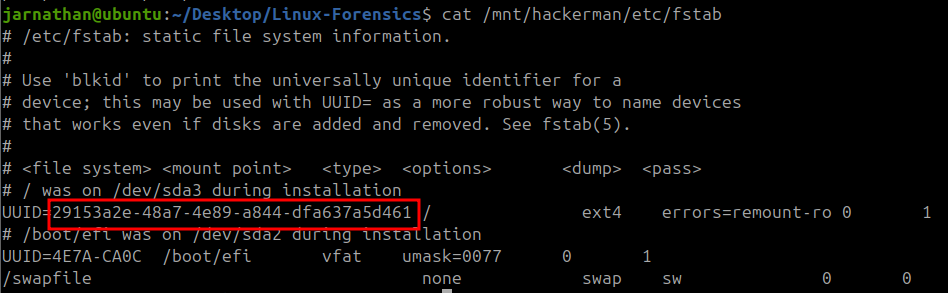 jarnathan@ubuntu:~/Desktop/Linux-Forensics$ cat /mnt/hackerman/etc/fstab
# /etc/fstab: static file system information.
#
# Use 'blkid' to print the universally unique identifier for a
# device; this may be used with UUID= as a more robust way to name devices
# that works even if disks are added and removed. See fstab(5).
#
# <file system> <mount point>   <type>  <options>       <dump>  <pass>
# / was on /dev/sda3 during installation
UUID=29153a2e-48a7-4e89-a844-dfa637a5d461 /               ext4    errors=remount-ro 0       1
# /boot/efi was on /dev/sda2 during installation
UUID=4E7A-CA0C  /boot/efi       vfat    umask=0077      0       1
/swapfile                                 none            swap    sw              0       0